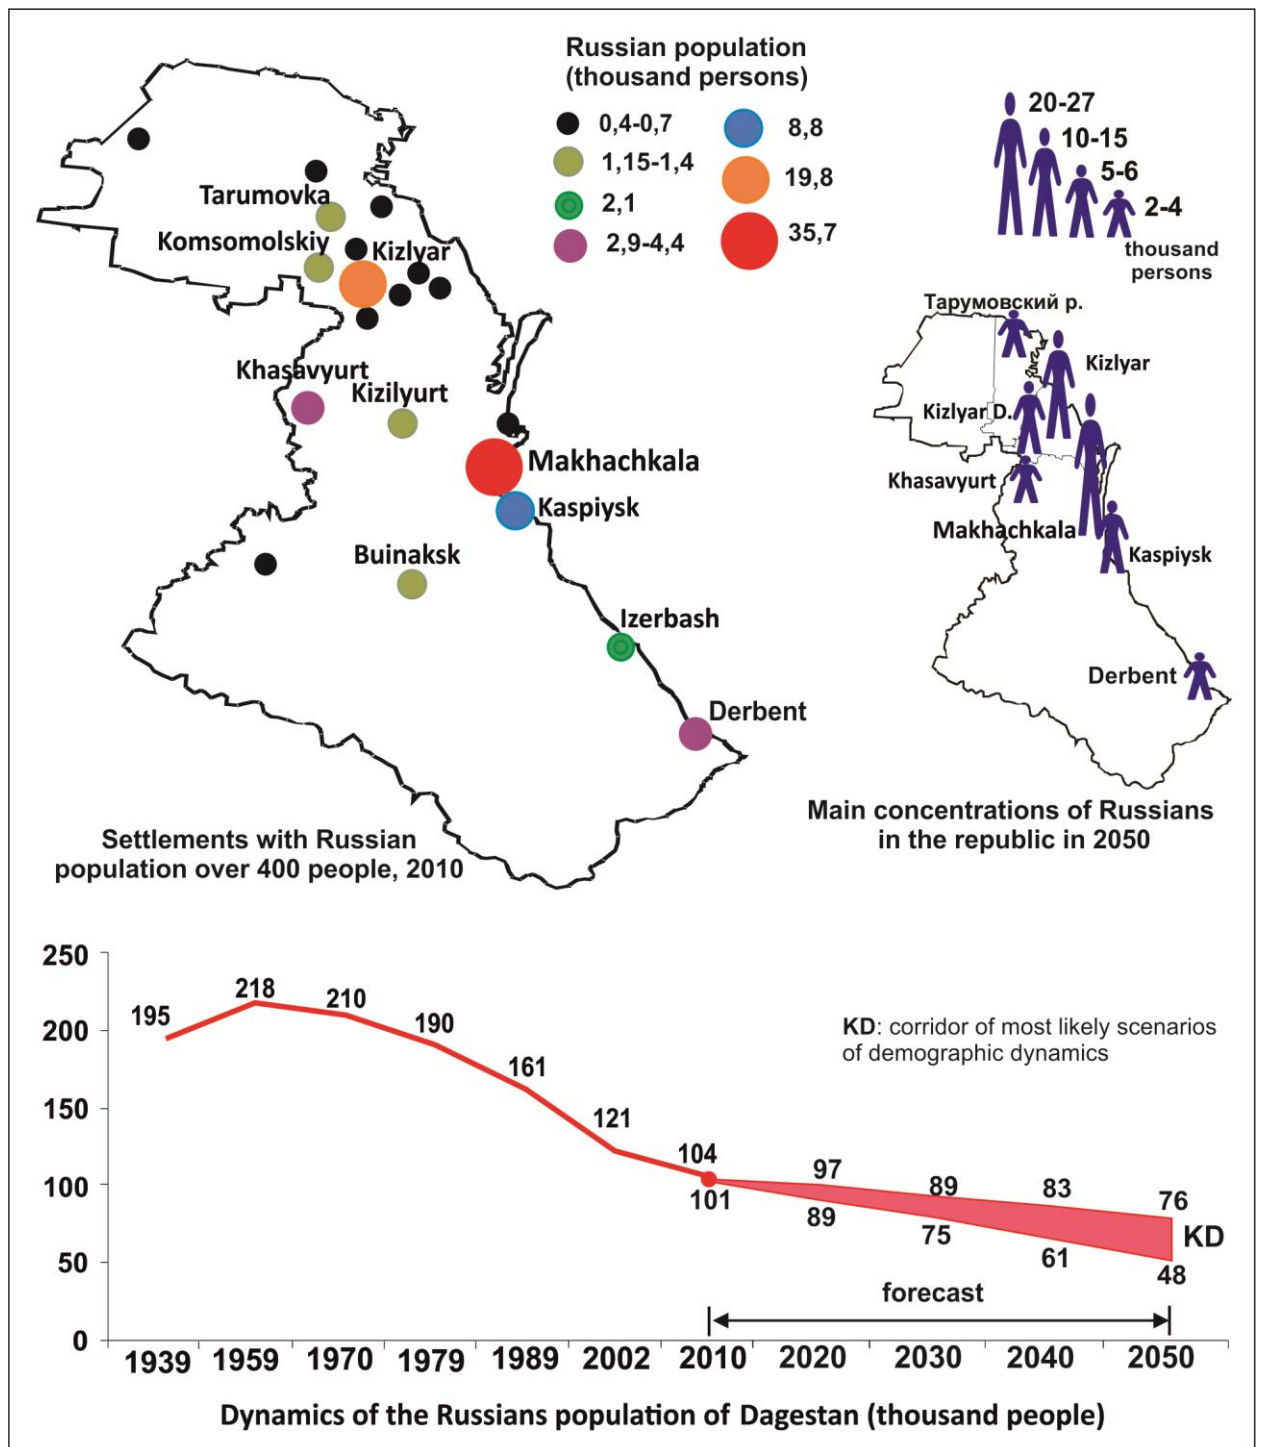 Russian population
(thousand persons)
0,4-0,7
1,15-1,4
2,1
2,9-4,4
8,8
19,8
35,7
20-27
10-15
5-6
2-4
thousand
persons
Tarumovka
Komsomolskiy
Kizlyar
Khasavyurt
Kizilyurt
Makhachkala
Kaspiysk
Buinaksk
Izerbash
Derbent
Settlements with Russian
population over 400 people, 2010
Тарумовский р.
Kizlyar
Kizlyar D.
Khasavyurt
Makhachkala
Kaspiysk
Derbent
Main concentrations of Russians
in the republic in 2050
250
200
150
100
50
0
195
218
210
190
161
121
104
101
97
89
89
75
83
61
76
48
KD
KD: corridor of most likely scenarios
of demographic dynamics
forecast
1939 1959 1970 1979 1989 2002 2010 2020 2030 2040 2050
Dynamics of the Russians population of Dagestan (thousand people)